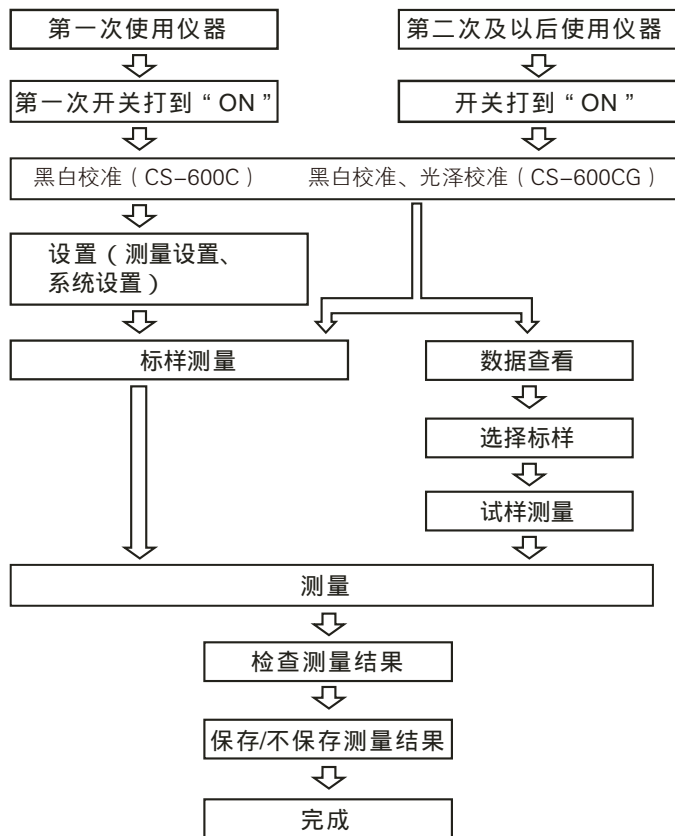 第一次使用仪器
第二次及以后使用仪器
第一次开关打到“ON”
开关打到“ON”
黑白校准（CS-600C）
黑白校准、光泽校准（CS-600CG）
设置（测量设置、
系统设置）
标样测量
数据查看
选择标样
试样测量
测量
检查测量结果
保存/不保存测量结果
完成